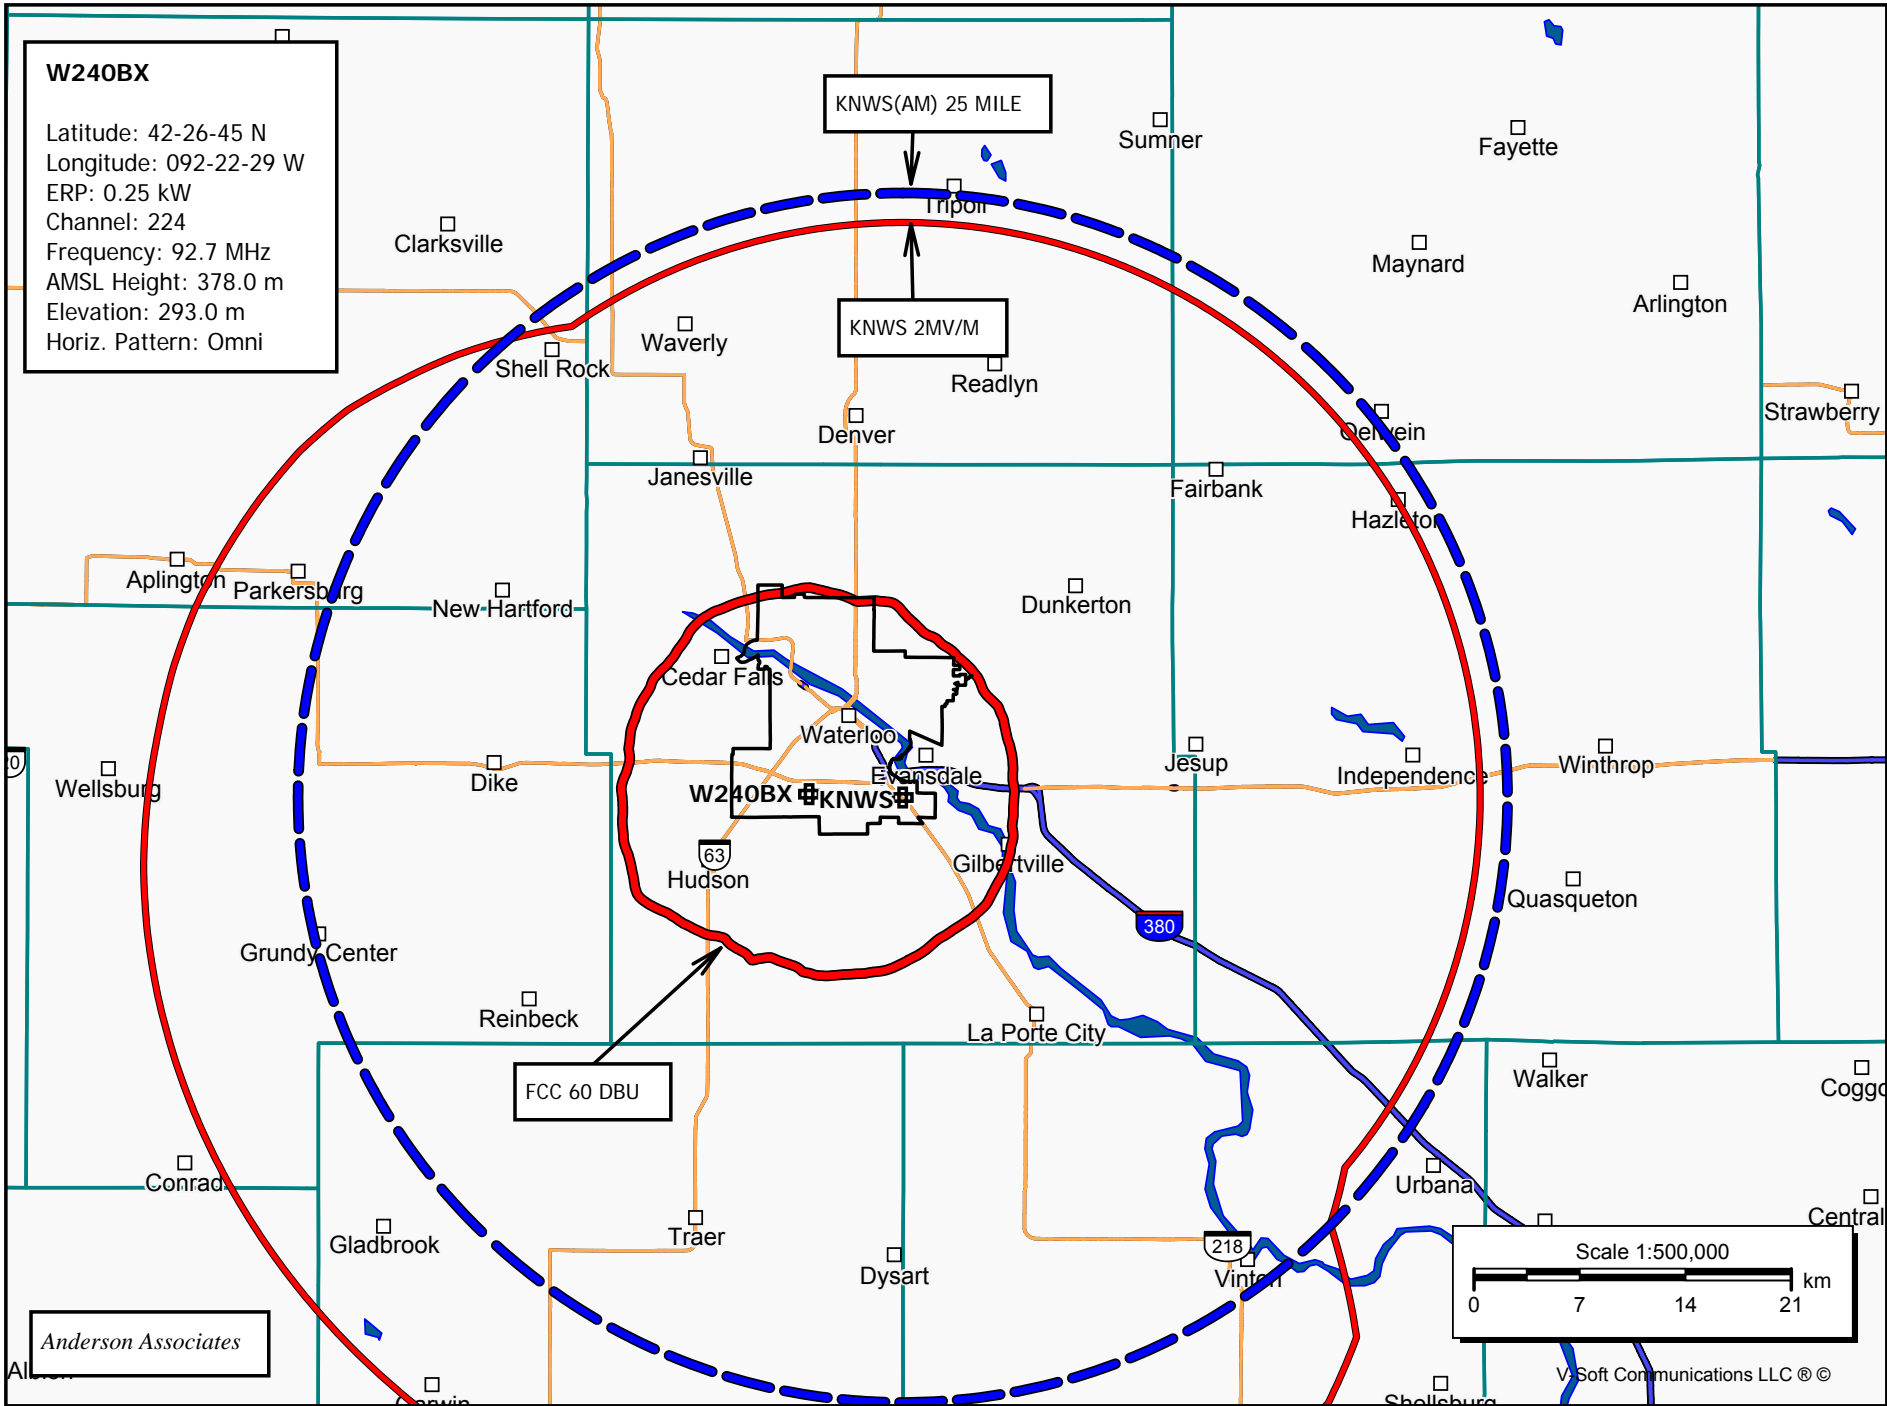 W240BX
Latitude: 42-26-45 N
Longitude: 092-22-29 W
ERP: 0.25 kW
Channel: 224
Frequency: 92.7 MHz
AMSL Height: 378.0 m
Elevation: 293.0 m
Horiz. Pattern: Omni
KNWS(AM) 25 MILE
Sumner
Fayette
Tripoli
Clarksville
Maynard
Arlington
KNWS 2MV/M
Waverly
Shell Rock
Readlyn
Strawberry
Denver
Oelwein
Janesville
Fairbank
Hazleton
Aplington
Parkersburg
New Hartford
Dunkerton
Cedar Falls
Waterloo
Evansdale
Jesup
Independence
Winthrop
Wellsburg
Dike
W240BX
KNWS
63
Hudson
Gilbertville
Quasqueton
380
Grundy Center
Reinbeck
La Porte City
FCC 60 DBU
Walker
Conrad
Urbana
Central
Gladbrook
Traer
218
Dysart
Vinton
Scale 1:500,000
km
0 7 14 21
Anderson Associates
V-Soft Communications LLC ® ©
Shellsburg